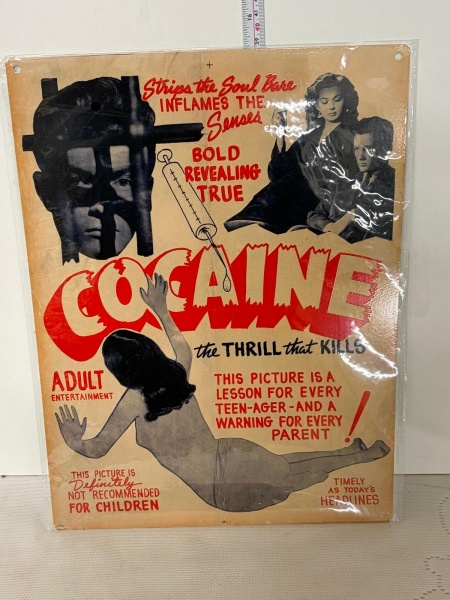 Strips the Soul Bare
INFLAMES THE
Senses
BOLD
REVEALING
TRUE
COCAINE
the THRILL that KILLS
ADULT
ENTERTAINMENT
THIS PICTURE IS A
LESSON FOR EVERY
TEEN-AGER-AND A
WARNING FOR EVERY
PARENT!
THIS PICTURE IS
Definitely
NOT RECOMMENDED
FOR CHILDREN
TIMELY
AS TODAY'S
HEADLINES